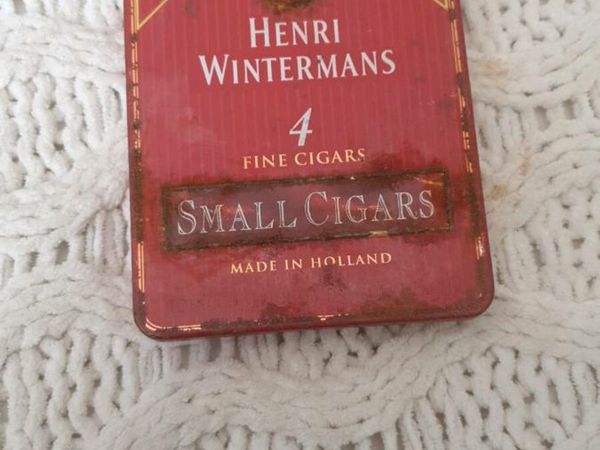 HENRI
WINTERMANS
4
FINE CIGARS
SMALL CIGARS
MADE IN HOLLAND